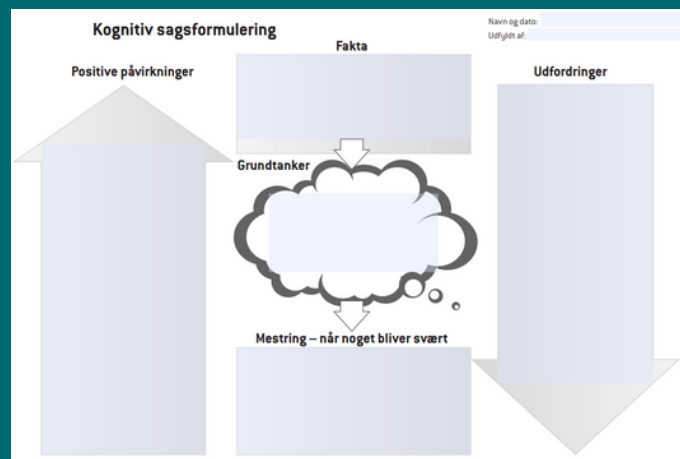 Kognitiv sagsformulering
Navn og dato:
Udfyldt af:
Fakta
Positive påvirkninger
Udfordringer
Grundtanker
Mestring – når noget bliver svært